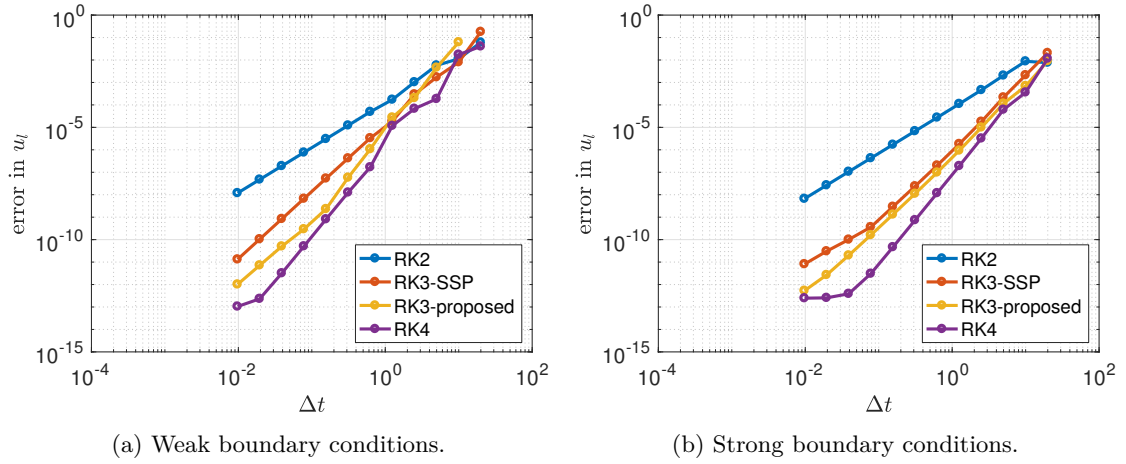 10^0
10^-5
10^-10
10^-15
error in u_l
10^-4
10^-2
10^0
10^2
Δt
RK2
RK3-SSP
RK3-proposed
RK4
(a) Weak boundary conditions.
10^0
10^-5
10^-10
10^-15
error in u_l
10^-4
10^-2
10^0
10^2
Δt
RK2
RK3-SSP
RK3-proposed
RK4
(b) Strong boundary conditions.